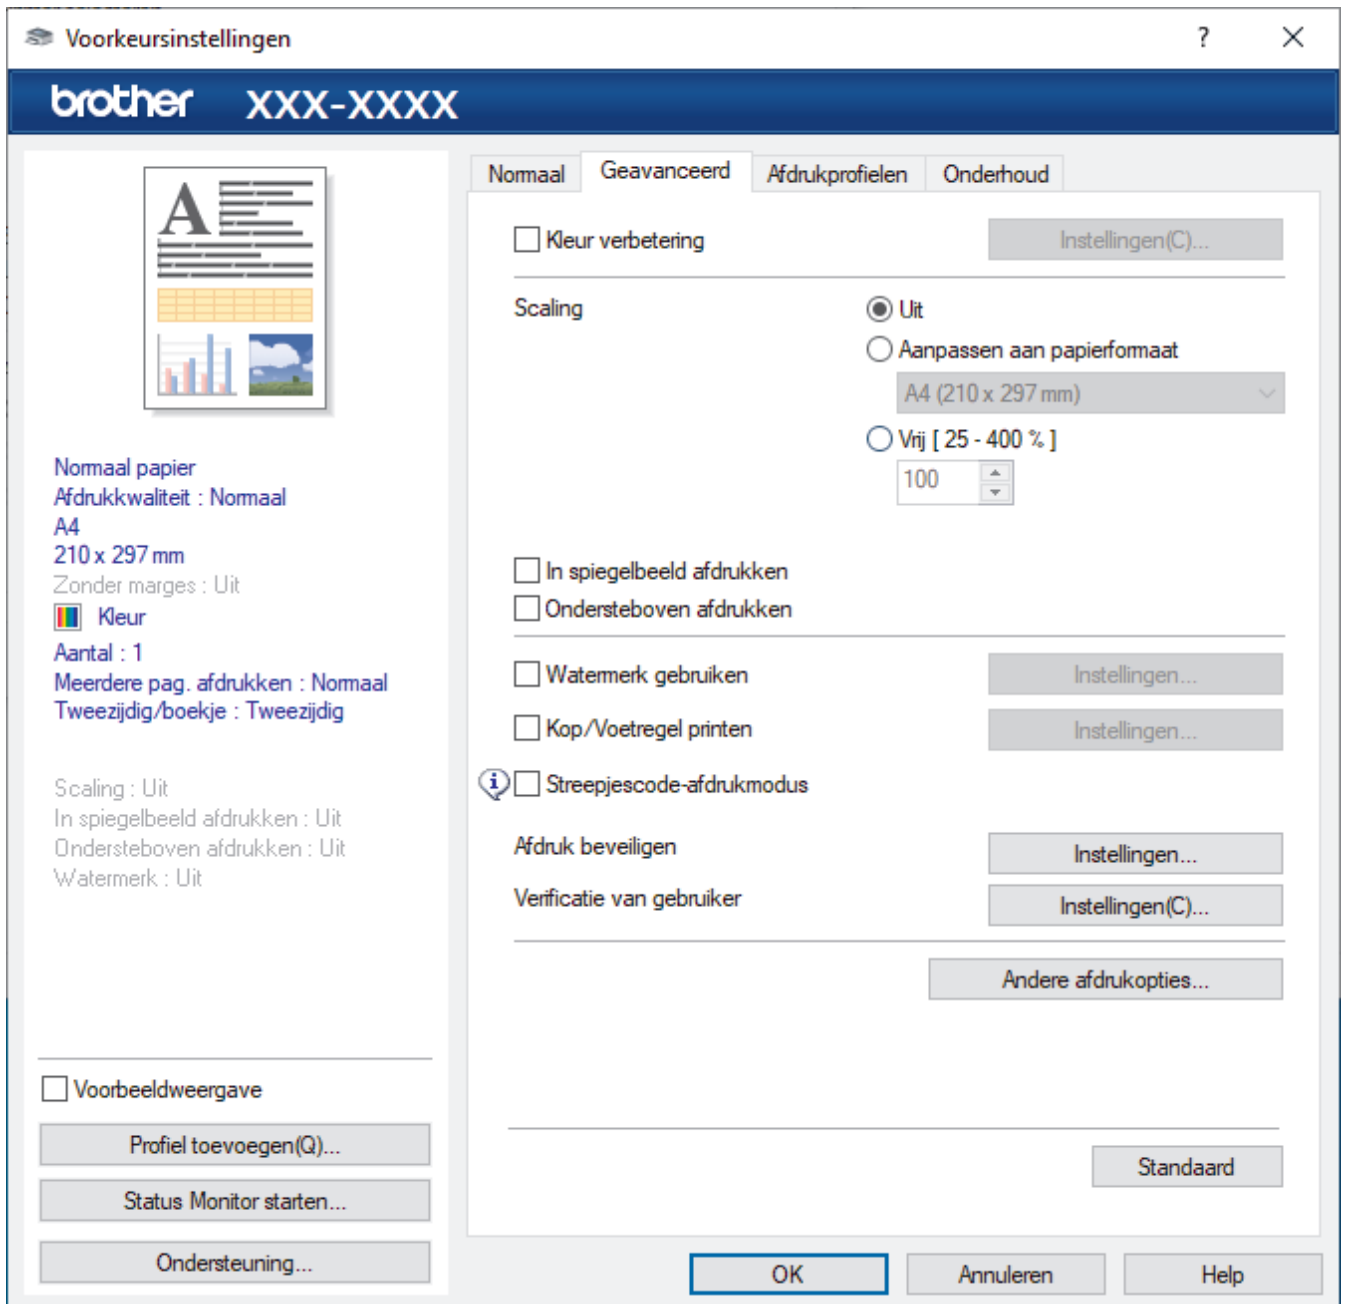 Voorkeursinstellingen
brother XXX-XXXX
Normaal Geavanceerd Afdrukprofielen Onderhoud
A
Normaal papier
Afdrukkwaliteit : Normaal
A4
210 x 297 mm
Zonder marges : Uit
Kleur
Aantal : 1
Meerdere pag. afdrukken : Normaal
Tweezijdig/boekje : Tweezijdig
Scaling : Uit
In spiegelbeeld afdrukken : Uit
Ondersteboven afdrukken : Uit
Watermerk : Uit
Voorbeeldweergave
Profiel toevoegen(Q)...
Status Monitor starten...
Ondersteuning...
Kleur verbetering Instellingen(C)...
Scaling Uit
Aanpassen aan papierformaat
A4 (210 x 297 mm)
Vrij [ 25 - 400 % ]
100
In spiegelbeeld afdrukken
Ondersteboven afdrukken
Watermerk gebruiken Instellingen...
Kop/Voetregel printen Instellingen...
Streepjescode-afdrukmodus
Afdruk beveiligen Instellingen...
Verificatie van gebruiker Instellingen(C)...
Andere afdrukopties...
Standaard
OK Annuleren Help